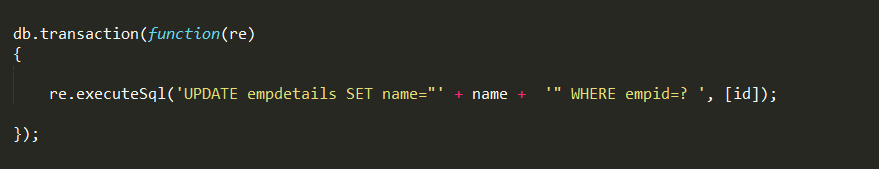 db.transaction(function(re)
{
re.executeSql('UPDATE empdetails SET name="' + name +  '" WHERE empid=? ', [id]);
});